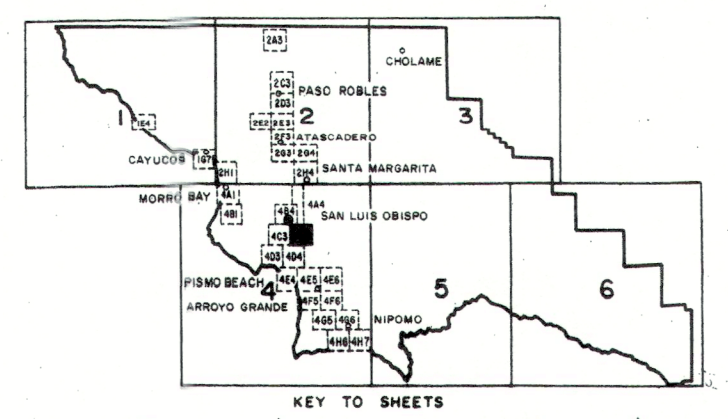 2A3
CHOLAME
2C3
PASO ROBLES
2D3
1
1E4
2E2 2E3
2
3
2F3
ATASCADERO
CAYUCOS
1G7
2G3 2G4
2H1
2H4
SANTA MARGARITA
MORRO BAY
4A1
4A4
4B1
4B4
SAN LUIS OBISPO
4C3
4D3 4D4
PISMO BEACH
4
4E4
4E5 4E6
5
6
ARROYO GRANDE
4F5 4F6
4G5
4G6
NIPOMO
4H6 4H7
KEY TO SHEETS